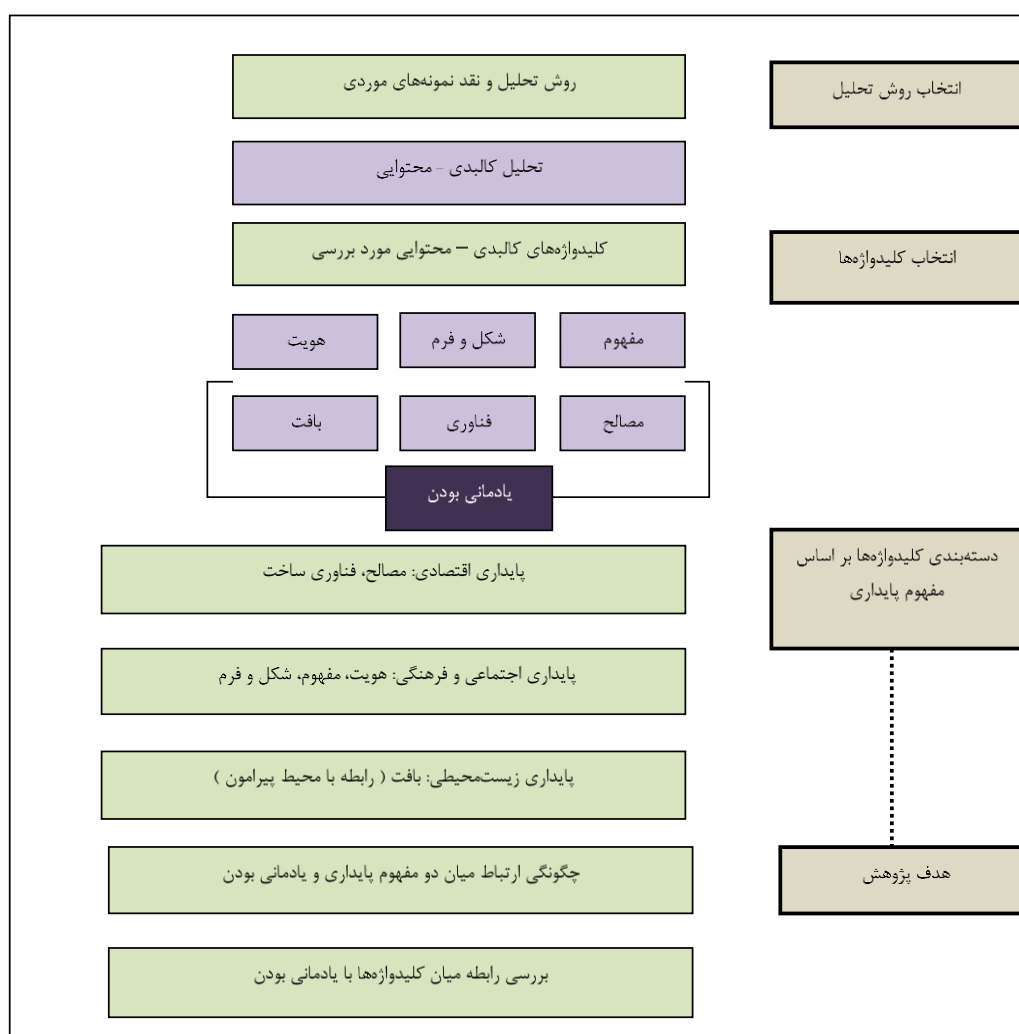 انتخاب روش تحلیل
روش تحلیل و نقد نمونه‌های موردی
تحلیل کالبدی - محتوایی
انتخاب کلیدواژه‌ها
کلیدواژه‌های کالبدی – محتوایی مورد بررسی
مفهوم
شکل و فرم
هویت
مصالح
فناوری
بافت
یادمانی بودن
دسته‌بندی کلیدواژه‌ها بر اساس
مفهوم پایداری
پایداری اقتصادی: مصالح، فناوری ساخت
پایداری اجتماعی و فرهنگی: هویت، مفهوم، شکل و فرم
پایداری زیست‌محیطی: بافت ( رابطه با محیط پیرامون )
هدف پژوهش
چگونگی ارتباط میان دو مفهوم پایداری و یادمانی بودن
بررسی رابطه میان کلیدواژه‌ها با یادمانی بودن